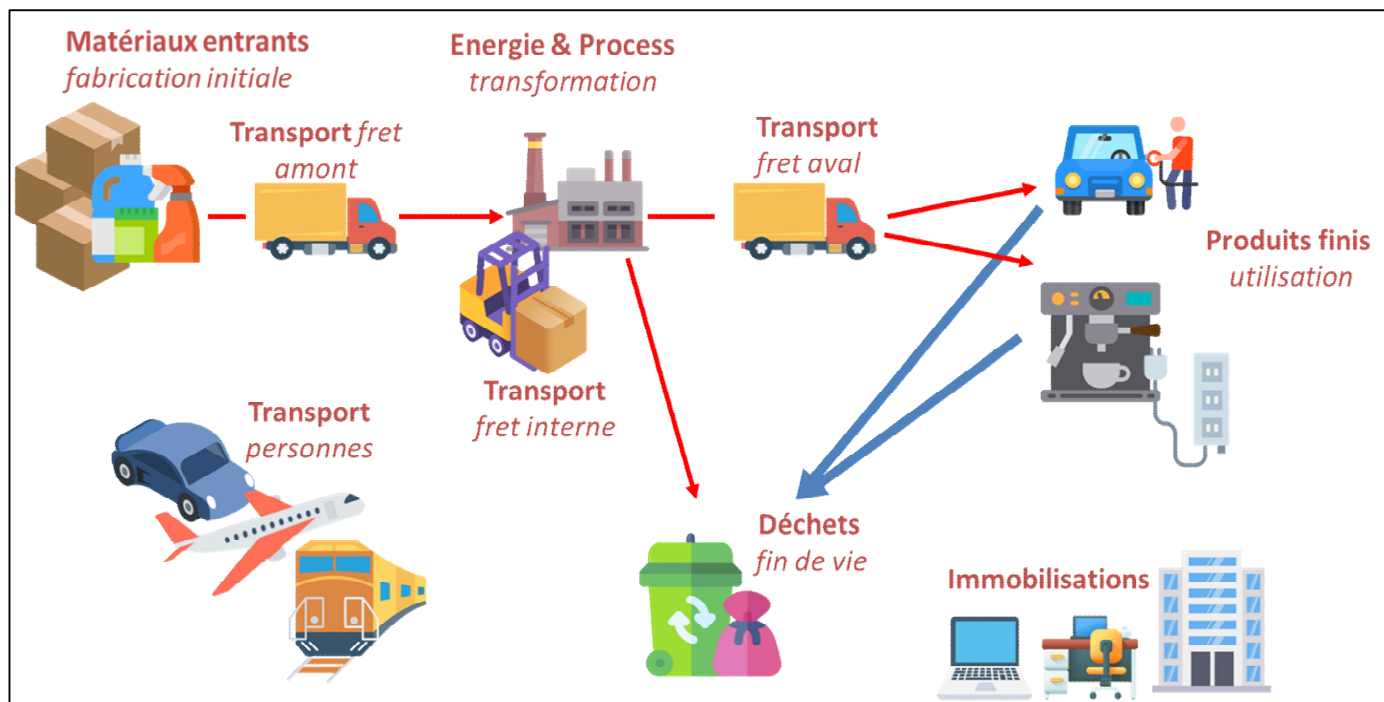 Matériaux entrants
fabrication initiale
Energie & Process
transformation
Transport fret
amont
Transport
fret aval
Produits finis
utilisation
Transport
fret interne
Transport
personnes
Déchets
fin de vie
Immobilisations